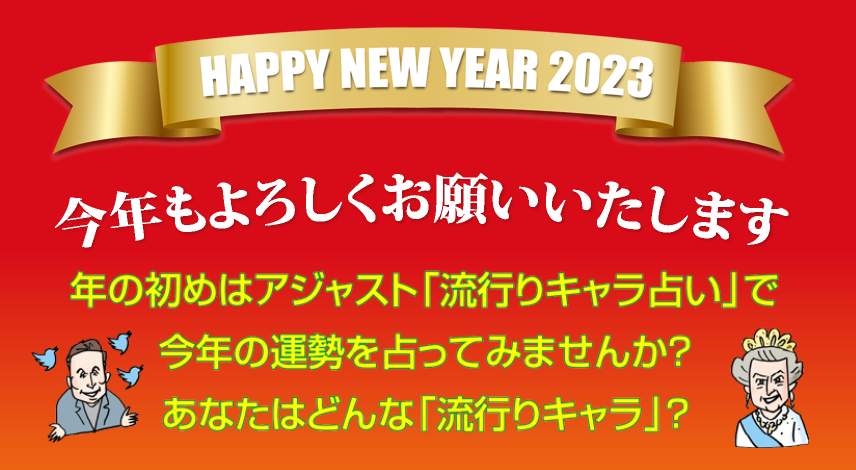 HAPPY NEW YEAR 2023
今年もよろしくお願いいたします
年の初めはアジャスト「流行りキャラ占い」で
今年の運勢を占ってみませんか?
あなたはどんな「流行りキャラ」?